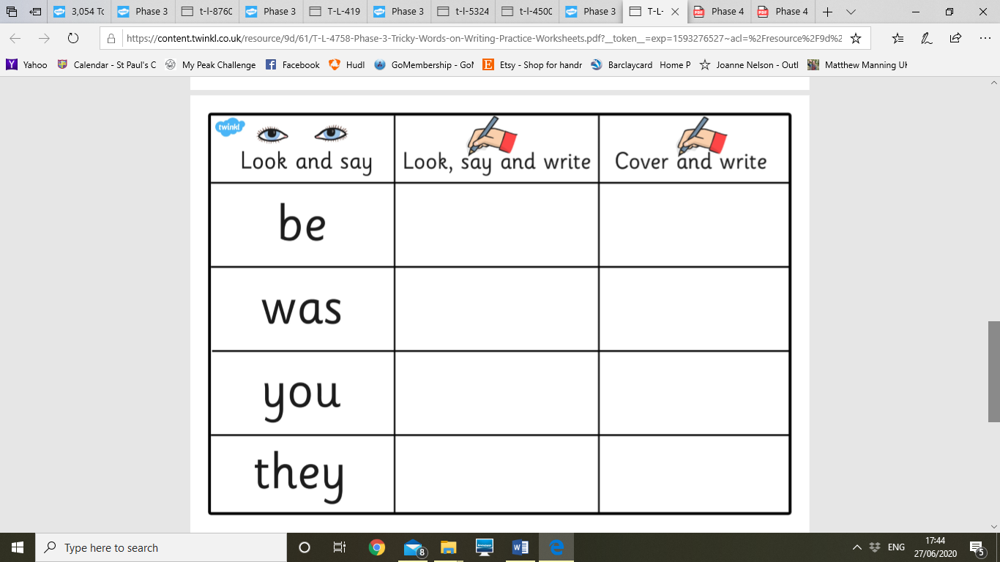 3,054 To
Phase 3
t-l-8760
Phase 3
T-L-419
Phase 3
t-l-5324
t-l-4500
Phase 3
T-L-
Phase 4
Phase 4
https://content.twinkl.co.uk/resource/9d/61/T-L-4758-Phase-3-Tricky-Words-on-Writing-Practice-Worksheets.pdf?__token__=exp=1593276527~acl=%2Fresource%2F9d%2
Yahoo
Calendar - St Paul's C
My Peak Challenge
Facebook
Hudl
GoMembership - Go
Etsy - Shop for handr
Barclaycard
Home P
Joanne Nelson - Outl
Matthew Manning UK
twinkl
Look and say
Look, say and write
Cover and write
be
was
you
they
Type here to search
8
ENG
17:44
27/06/2020
5